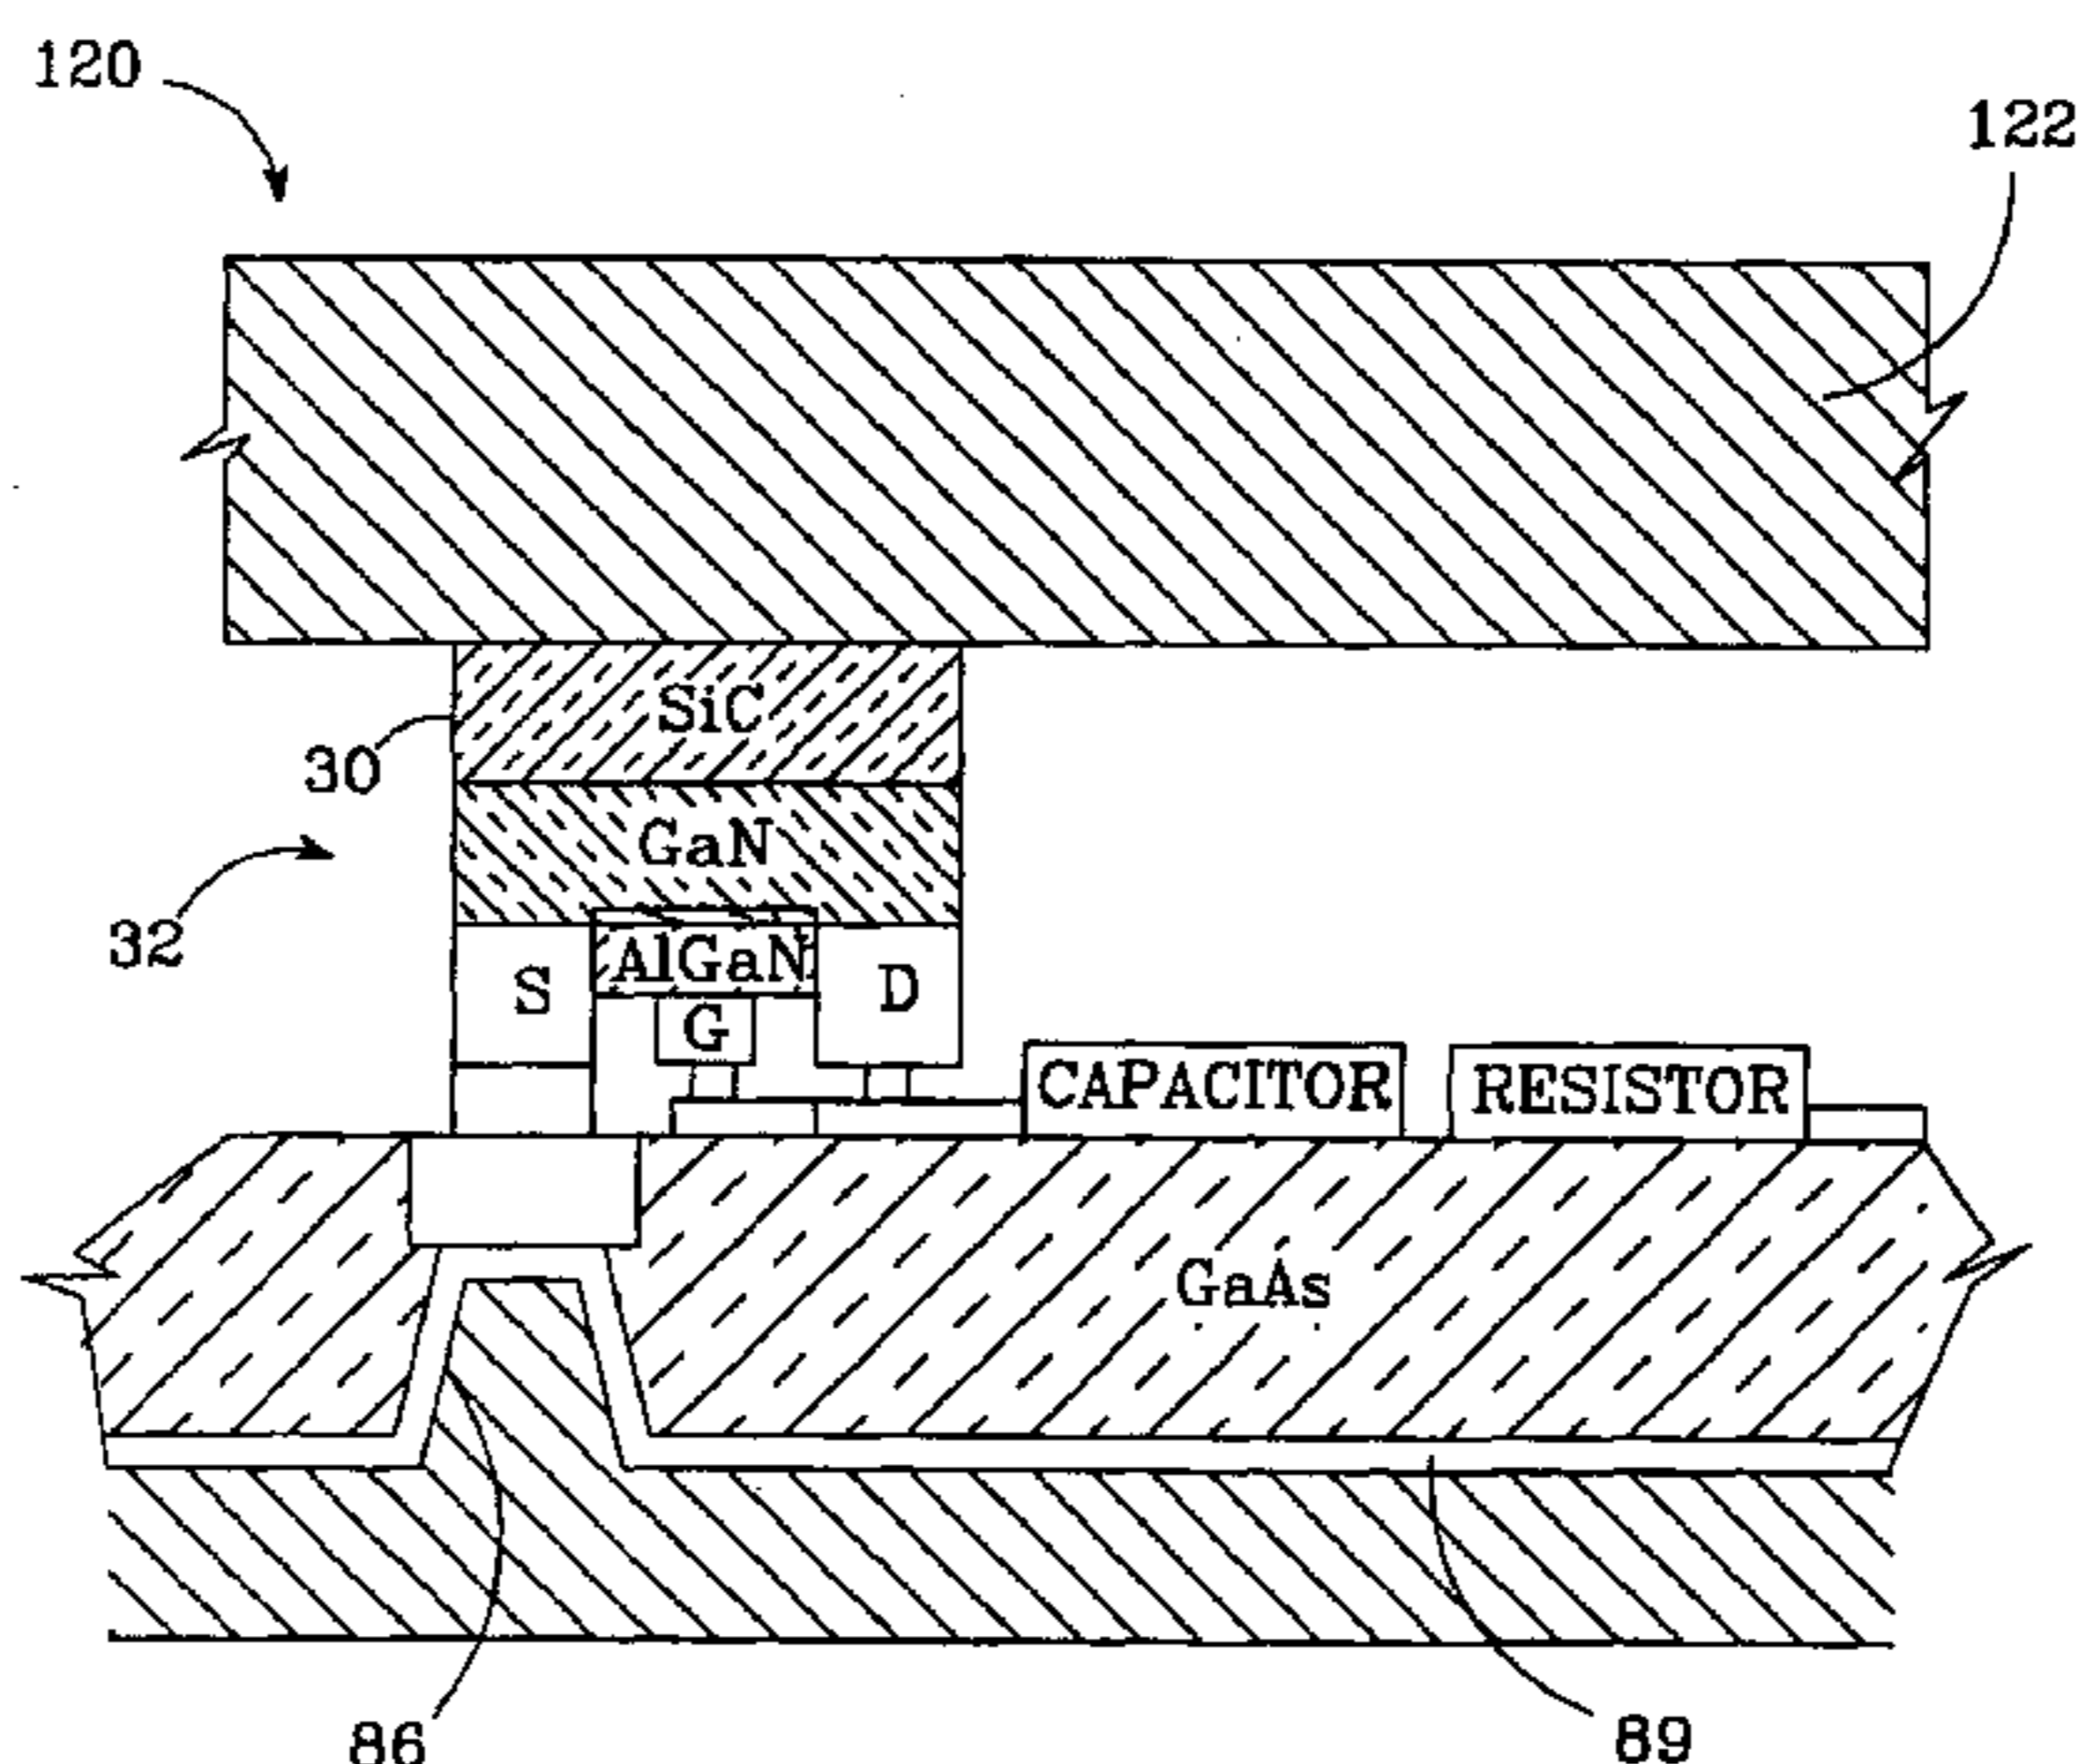 120
122
SiC
30
GaN
32
AlGaN
S
D
G
CAPACITOR
RESISTOR
GaAs
86
89